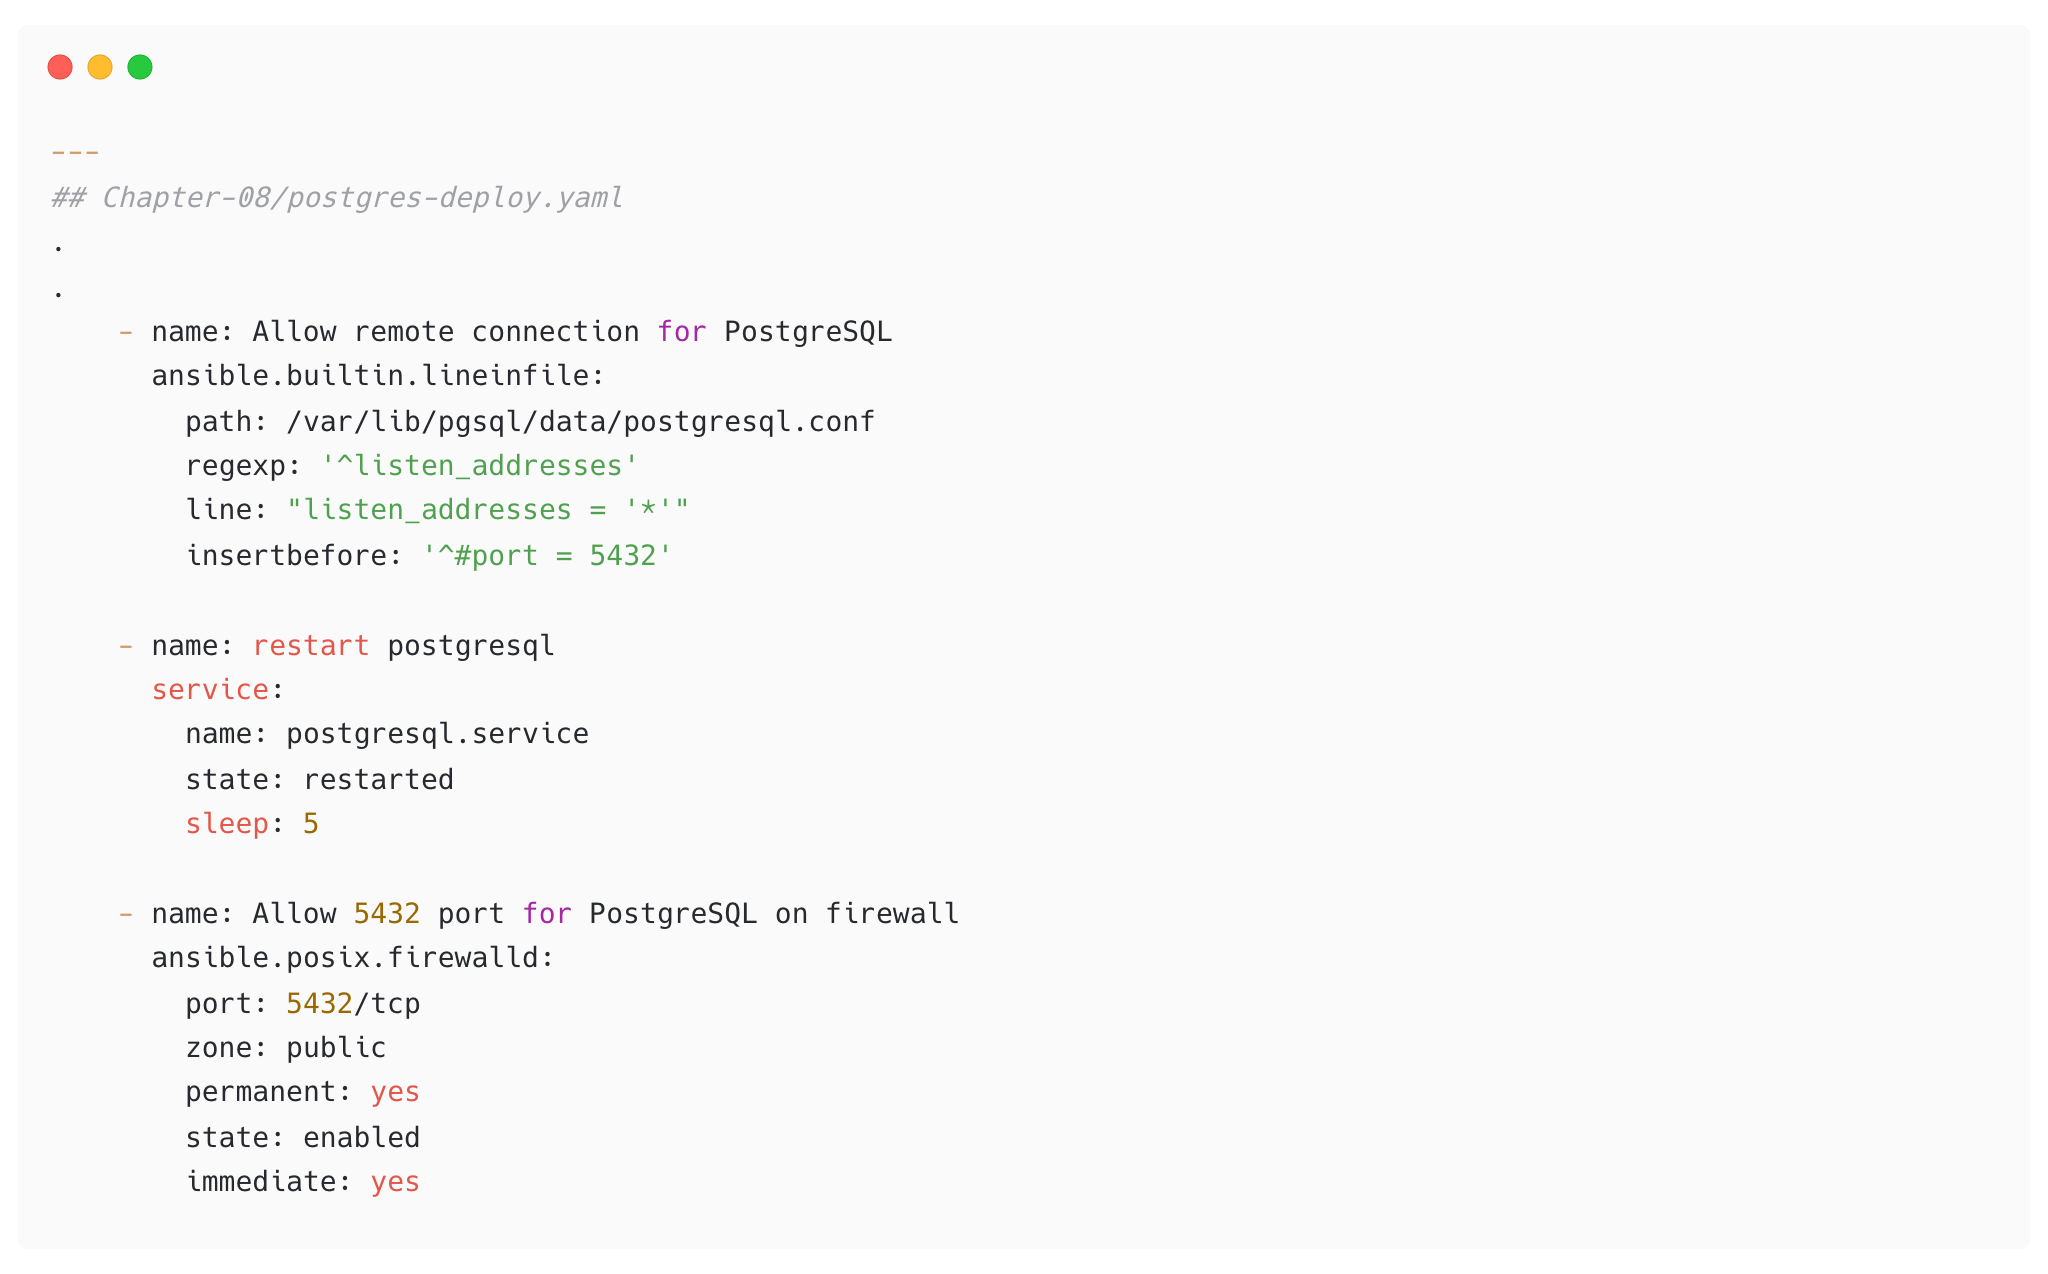 ---
## Chapter-08/postgres-deploy.yaml
.
.
    - name: Allow remote connection for PostgreSQL
      ansible.builtin.lineinfile:
        path: /var/lib/pgsql/data/postgresql.conf
        regexp: '^listen_addresses'
        line: "listen_addresses = '*'"
        insertbefore: '^#port = 5432'

    - name: restart postgresql
      service:
        name: postgresql.service
        state: restarted
        sleep: 5

    - name: Allow 5432 port for PostgreSQL on firewall
      ansible.posix.firewalld:
        port: 5432/tcp
        zone: public
        permanent: yes
        state: enabled
        immediate: yes